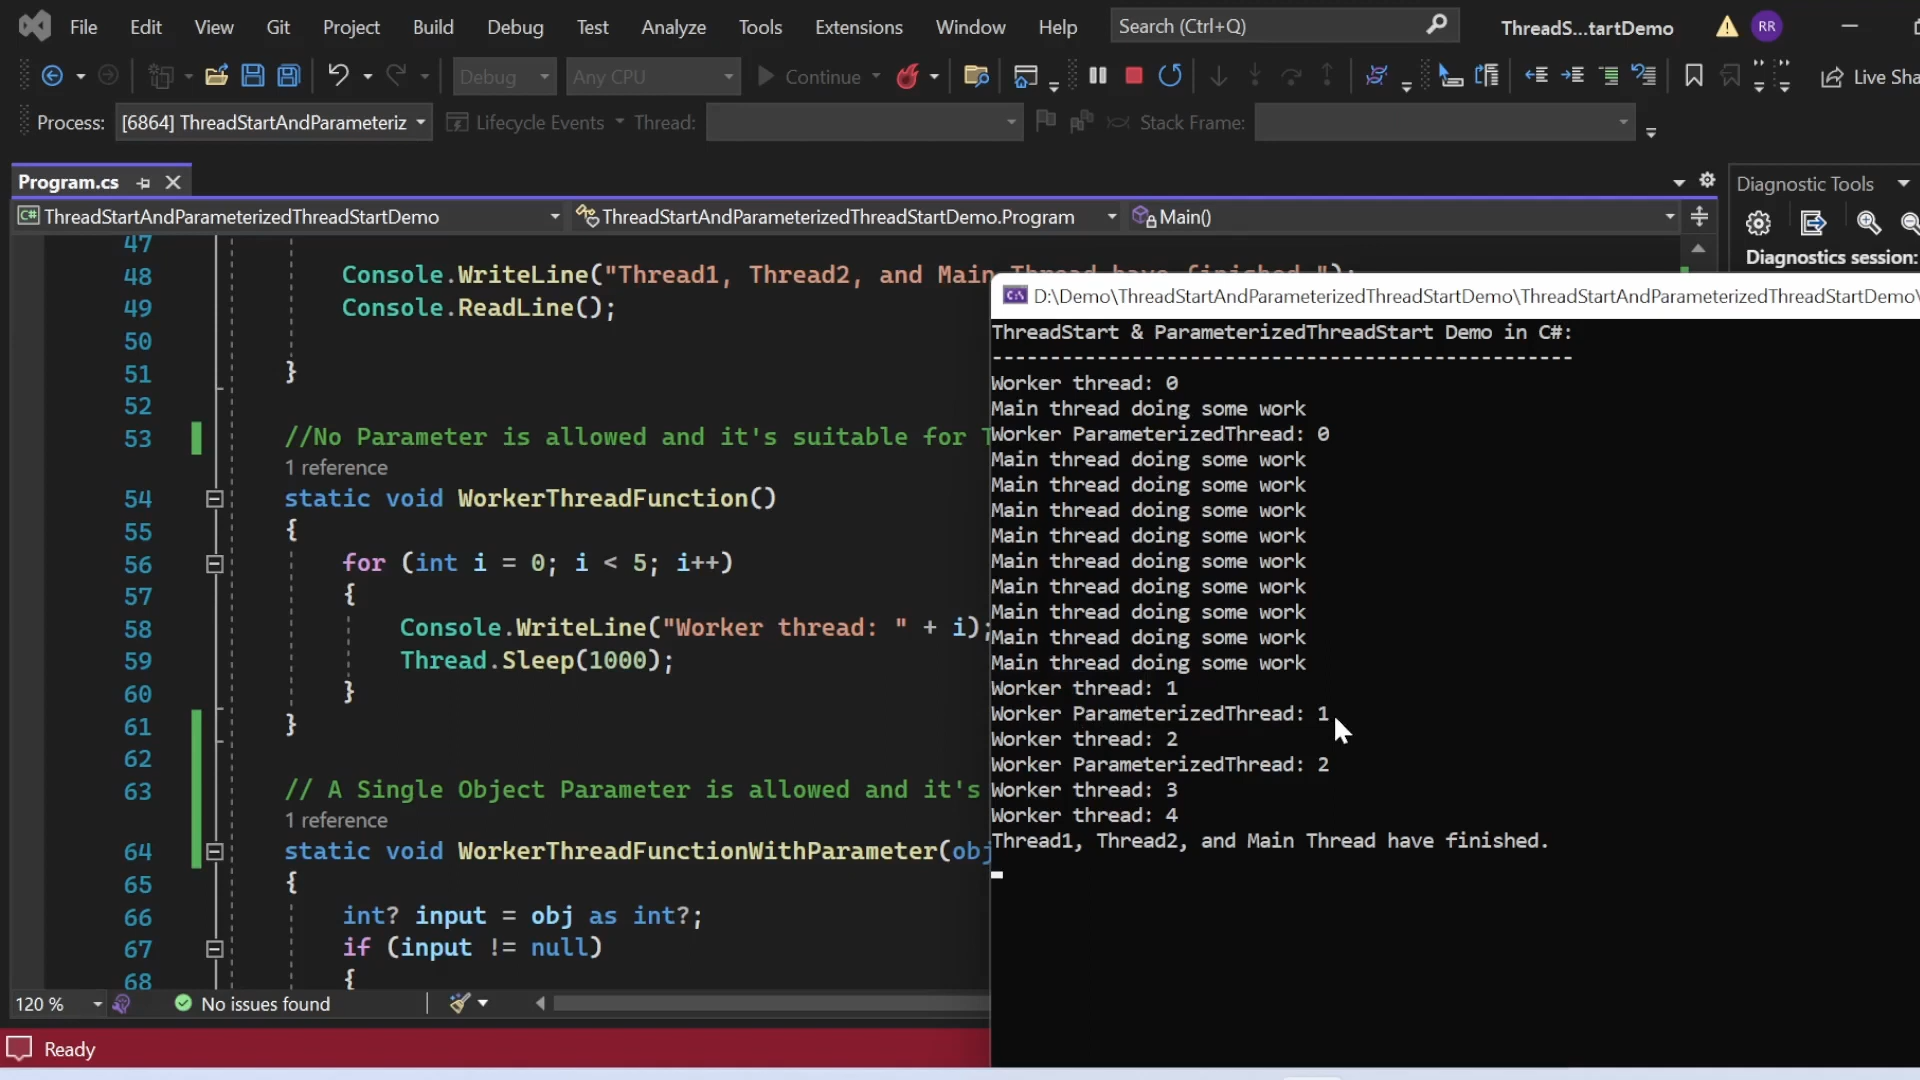 File Edit View Git Project Build Debug Test Analyze Tools Extensions Window Help Search (Ctrl+Q) ThreadS...tartDemo RR
Debug Any CPU Continue Live Sha
Process: [6864] ThreadStartAndParameteriz Lifecycle Events Thread: Stack Frame:
Program.cs
Diagnostic Tools
C# ThreadStartAndParameterizedThreadStartDemo ThreadStartAndParameterizedThreadStartDemo.Program Main()
Diagnostics session:
47
48 Console.WriteLine("Thread1, Thread2, and Main Thread have finished.");
49 Console.ReadLine();
50
51 }
52
53 //No Parameter is allowed and it's suitable for T
1 reference
54 static void WorkerThreadFunction()
55 {
56 for (int i = 0; i < 5; i++)
57 {
58 Console.WriteLine("Worker thread: " + i);
59 Thread.Sleep(1000);
60 }
61 }
62
63 // A Single Object Parameter is allowed and it's
1 reference
64 static void WorkerThreadFunctionWithParameter(obj
65 {
66 int? input = obj as int?;
67 if (input != null)
68 {
120 % No issues found
Ready
D:\Demo\ThreadStartAndParameterizedThreadStartDemo\ThreadStartAndParameterizedThreadStartDemo\
ThreadStart & ParameterizedThreadStart Demo in C#:
--------------------------------------------------
Worker thread: 0
Main thread doing some work
Worker ParameterizedThread: 0
Main thread doing some work
Main thread doing some work
Main thread doing some work
Main thread doing some work
Main thread doing some work
Main thread doing some work
Main thread doing some work
Main thread doing some work
Main thread doing some work
Worker thread: 1
Worker ParameterizedThread: 1
Worker thread: 2
Worker ParameterizedThread: 2
Worker thread: 3
Worker thread: 4
Thread1, Thread2, and Main Thread have finished.